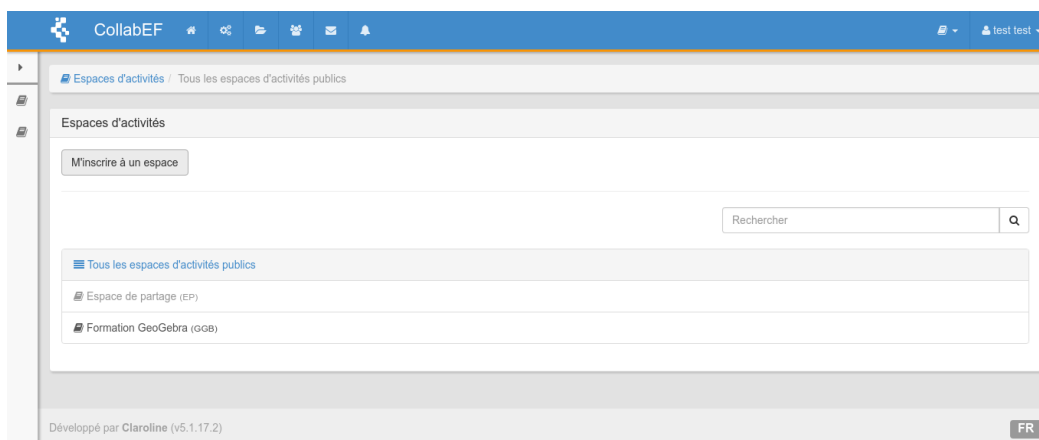 CollabEF test test
Espaces d'activités / Tous les espaces d'activités publics
Espaces d'activités
M'inscrire à un espace
Rechercher
Tous les espaces d'activités publics
Espace de partage (EP)
Formation GeoGebra (GGB)
Développé par Claroline (v5.1.17.2) FR